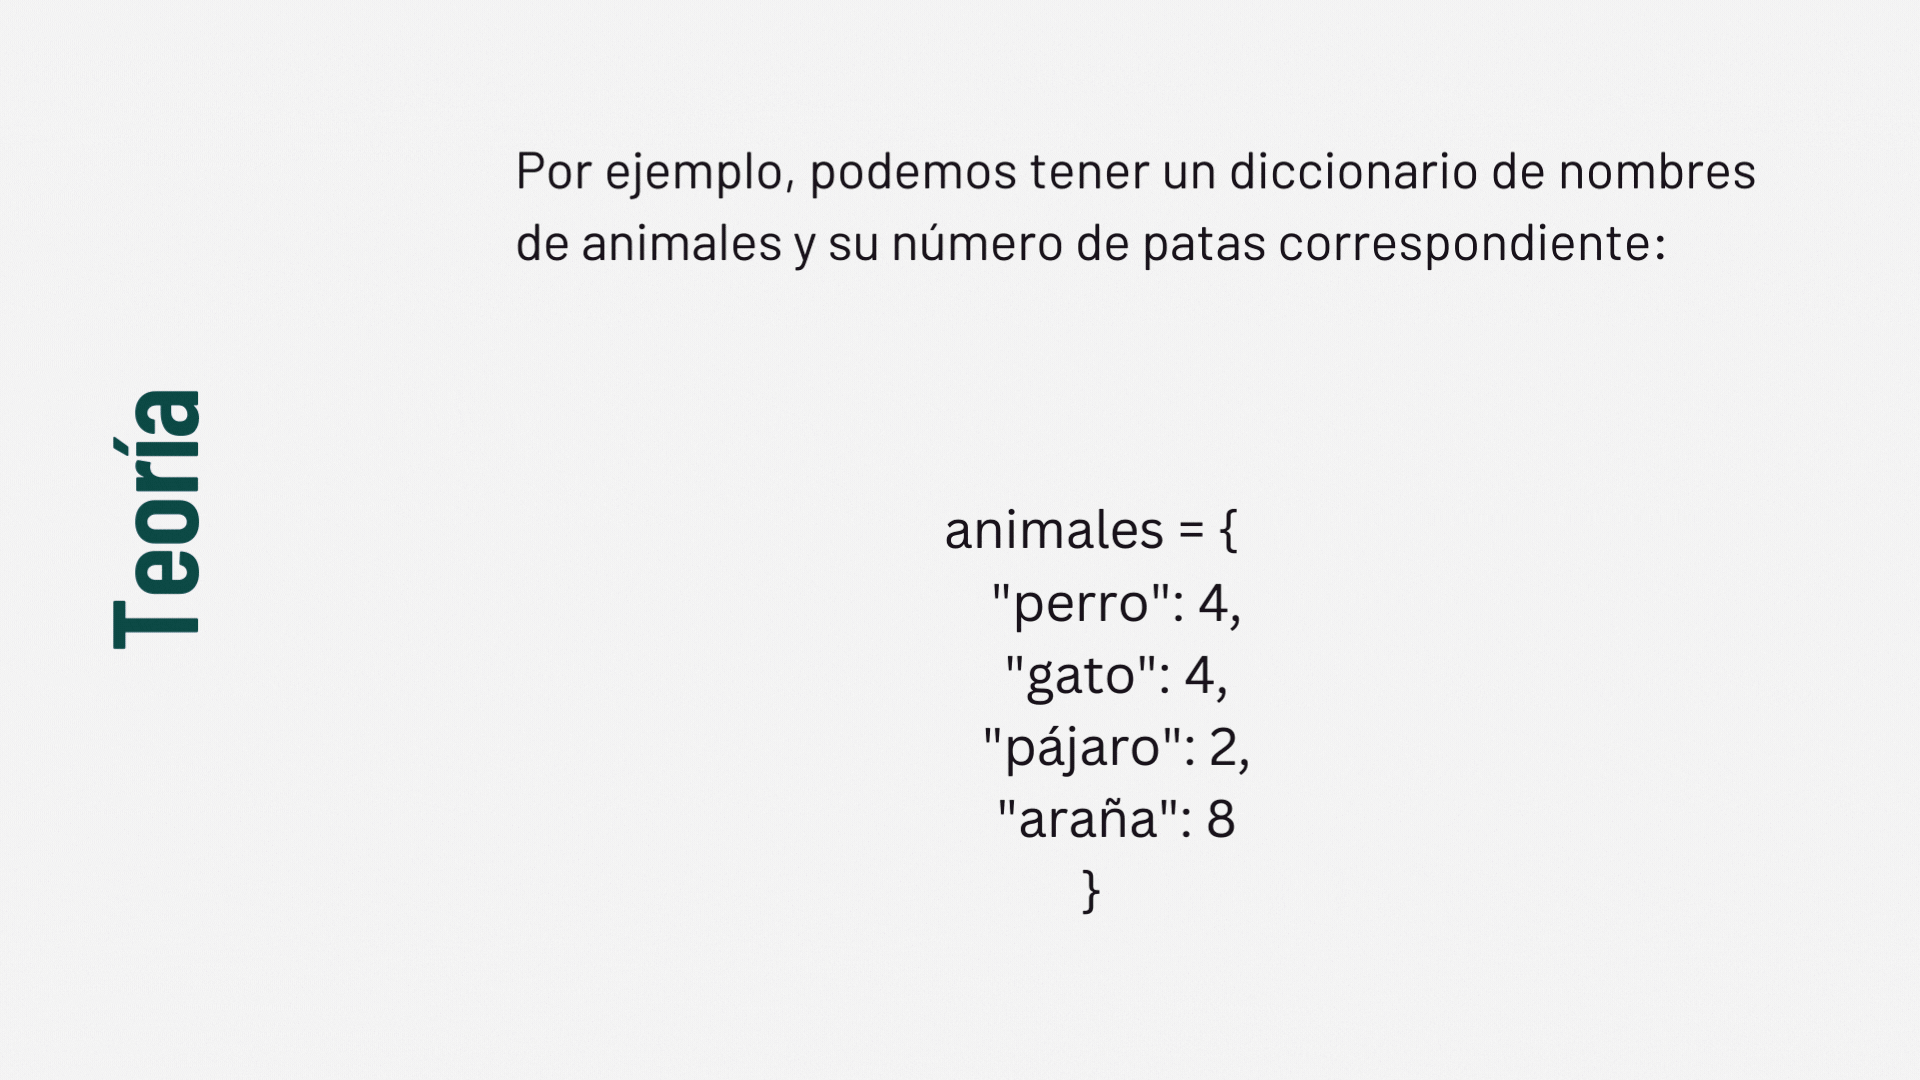 Teoría
Por ejemplo, podemos tener un diccionario de nombres
de animales y su número de patas correspondiente:
animales = {
"perro": 4,
"gato": 4,
"pájaro": 2,
"araña": 8
}